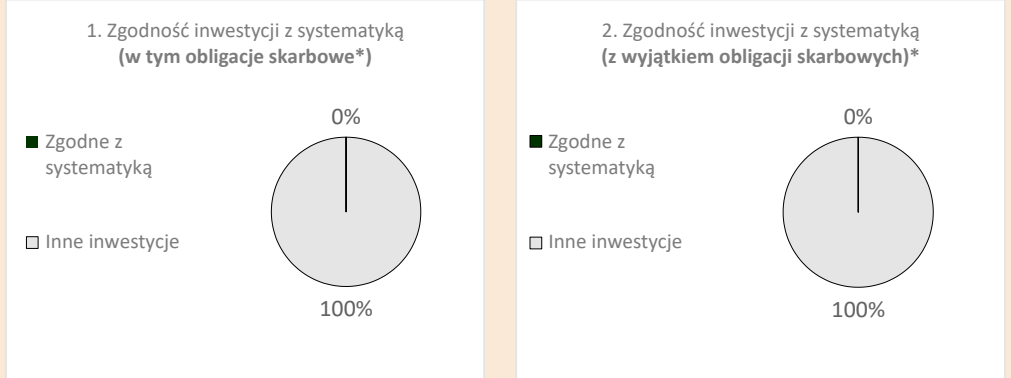 1. Zgodność inwestycji z systematyką
(w tym obligacje skarbowe*)
0%
Zgodne z
systematyką
Inne inwestycje
100%
2. Zgodność inwestycji z systematyką
(z wyjątkiem obligacji skarbowych)*
0%
Zgodne z
systematyką
Inne inwestycje
100%